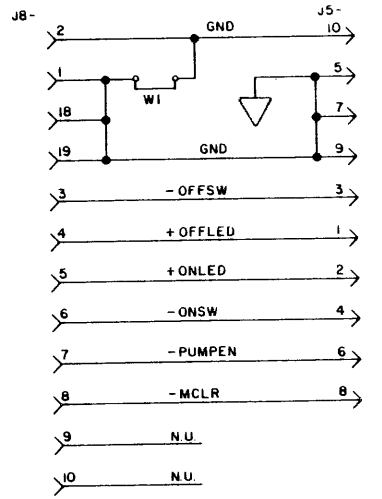 J8- J5-
2 GND 10
1 5
W1
18 7
19 GND 9
3 -OFFSW 3
4 +OFFLED 1
5 +ONLED 2
6 -ONSW 4
7 -PUMPEN 6
8 -MCLR 8
9 N.U.
10 N.U.